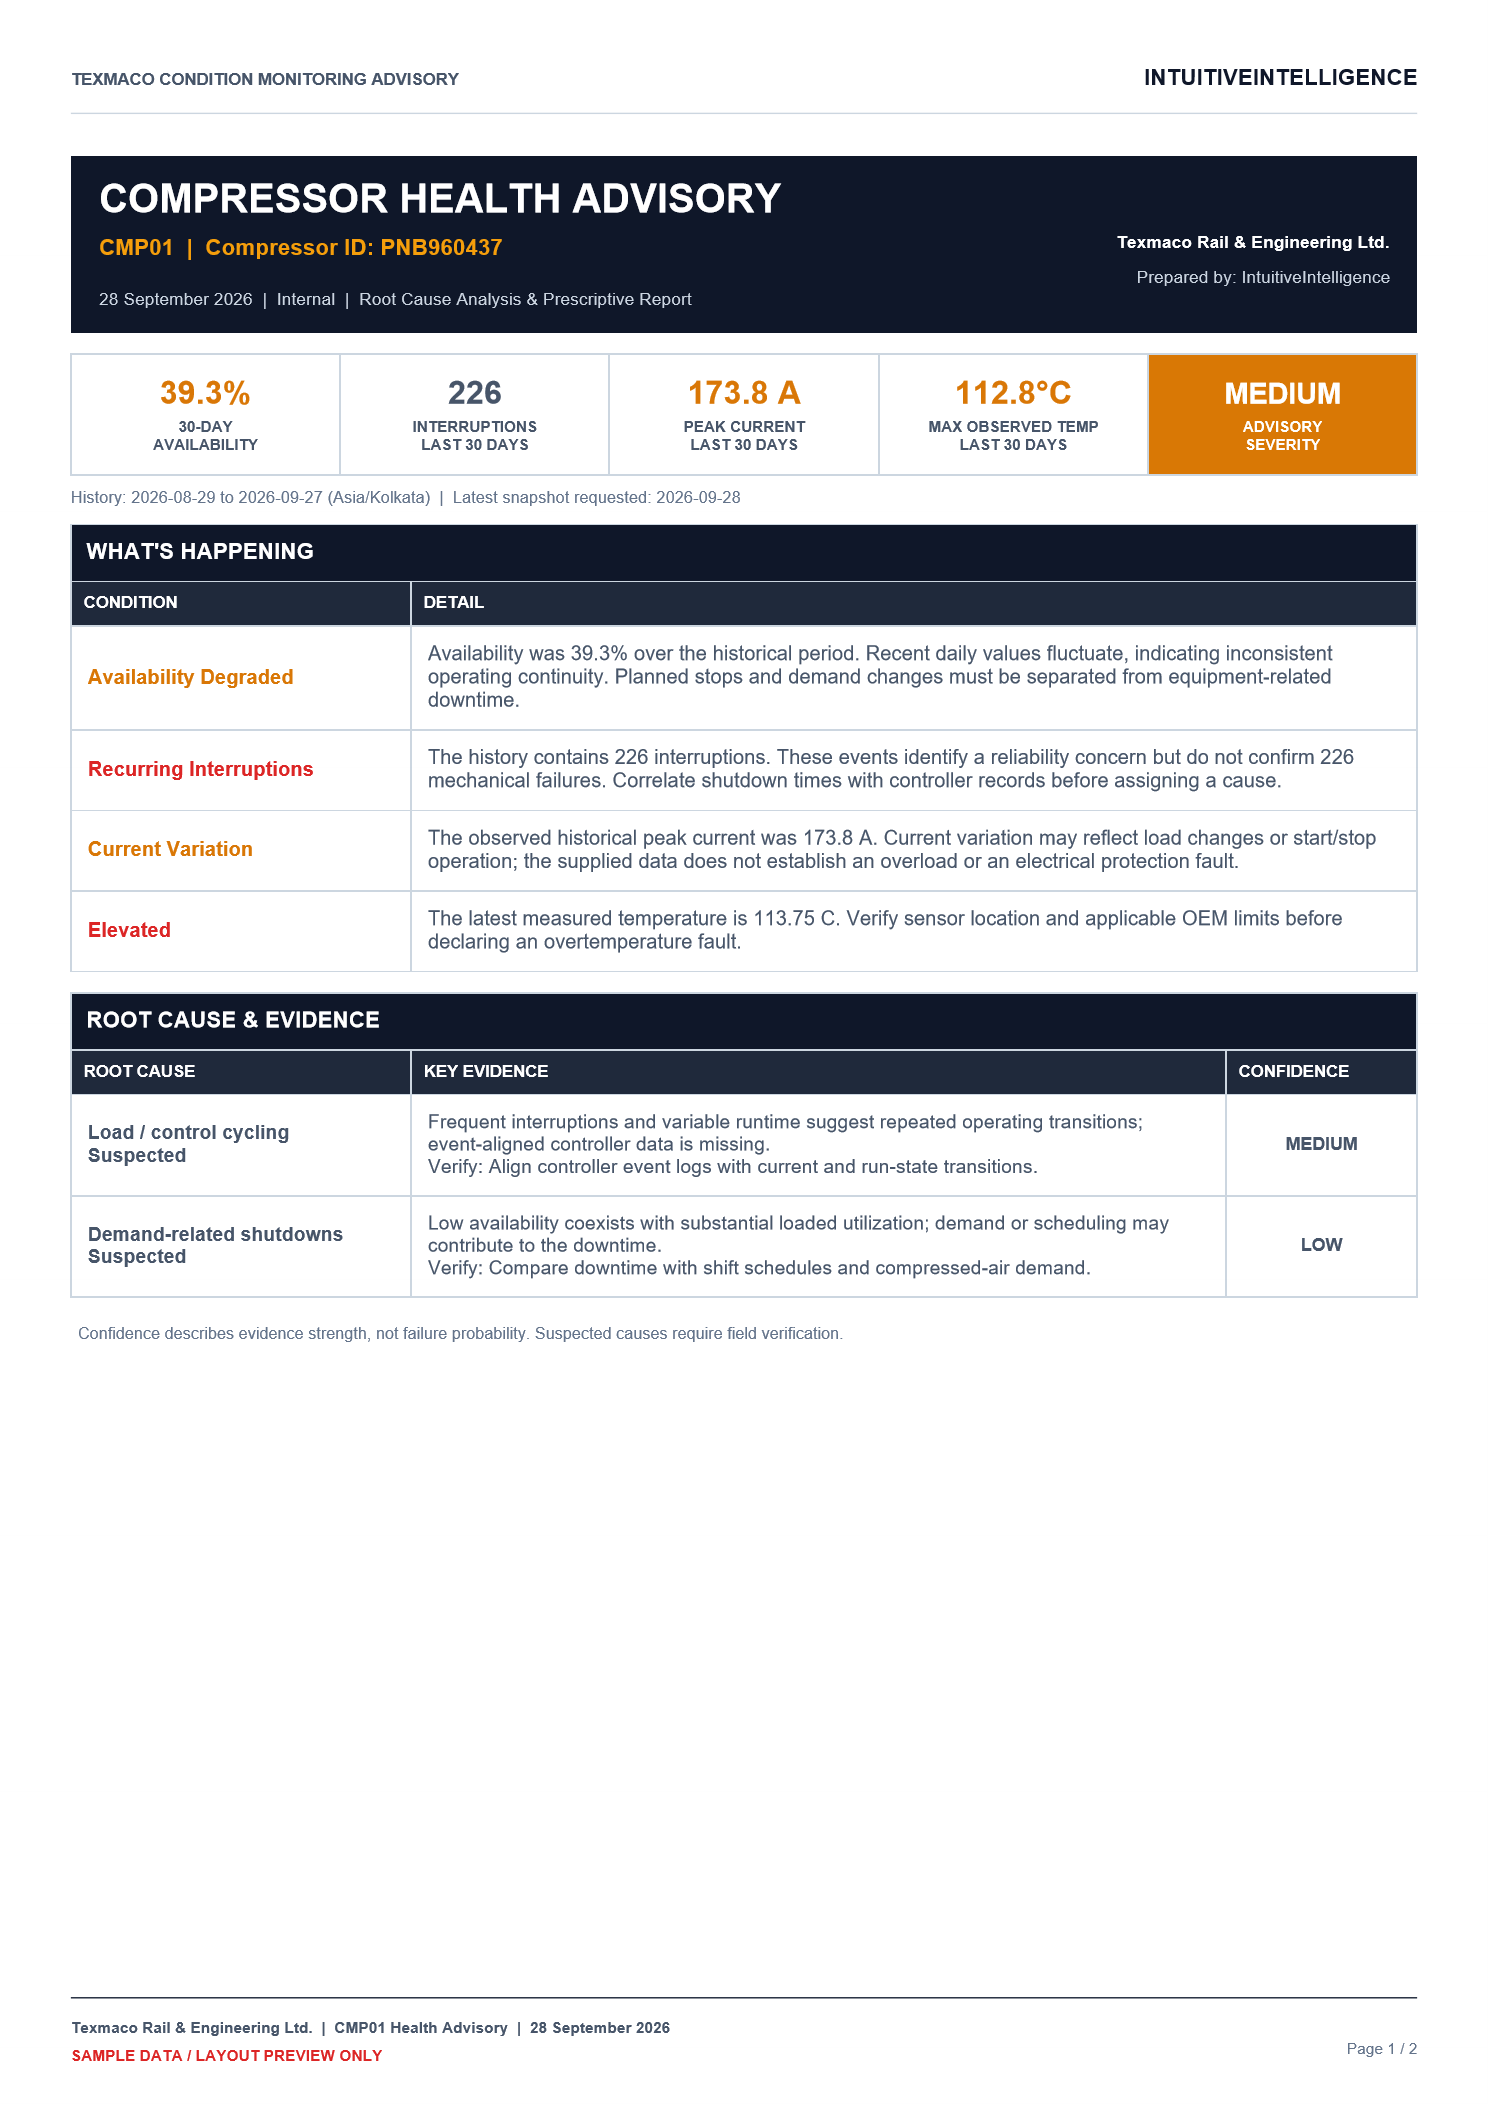 TEXMACO CONDITION MONITORING ADVISORY
INTUITIVEINTELLIGENCE
COMPRESSOR HEALTH ADVISORY
CMP01 | Compressor ID: PNB960437
Texmaco Rail & Engineering Ltd.
Prepared by: IntuitiveIntelligence
28 September 2026 | Internal | Root Cause Analysis & Prescriptive Report
39.3%
30-DAY
AVAILABILITY
226
INTERRUPTIONS
LAST 30 DAYS
173.8 A
PEAK CURRENT
LAST 30 DAYS
112.8°C
MAX OBSERVED TEMP
LAST 30 DAYS
MEDIUM
ADVISORY
SEVERITY
History: 2026-08-29 to 2026-09-27 (Asia/Kolkata) | Latest snapshot requested: 2026-09-28
WHAT'S HAPPENING
CONDITION
DETAIL
Availability Degraded
Availability was 39.3% over the historical period. Recent daily values fluctuate, indicating inconsistent
operating continuity. Planned stops and demand changes must be separated from equipment-related
downtime.
Recurring Interruptions
The history contains 226 interruptions. These events identify a reliability concern but do not confirm 226
mechanical failures. Correlate shutdown times with controller records before assigning a cause.
Current Variation
The observed historical peak current was 173.8 A. Current variation may reflect load changes or start/stop
operation; the supplied data does not establish an overload or an electrical protection fault.
Elevated
The latest measured temperature is 113.75 C. Verify sensor location and applicable OEM limits before
declaring an overtemperature fault.
ROOT CAUSE & EVIDENCE
ROOT CAUSE
KEY EVIDENCE
CONFIDENCE
Load / control cycling
Suspected
Frequent interruptions and variable runtime suggest repeated operating transitions;
event-aligned controller data is missing.
Verify: Align controller event logs with current and run-state transitions.
MEDIUM
Demand-related shutdowns
Suspected
Low availability coexists with substantial loaded utilization; demand or scheduling may
contribute to the downtime.
Verify: Compare downtime with shift schedules and compressed-air demand.
LOW
Confidence describes evidence strength, not failure probability. Suspected causes require field verification.
Texmaco Rail & Engineering Ltd. | CMP01 Health Advisory | 28 September 2026
SAMPLE DATA / LAYOUT PREVIEW ONLY
Page 1 / 2